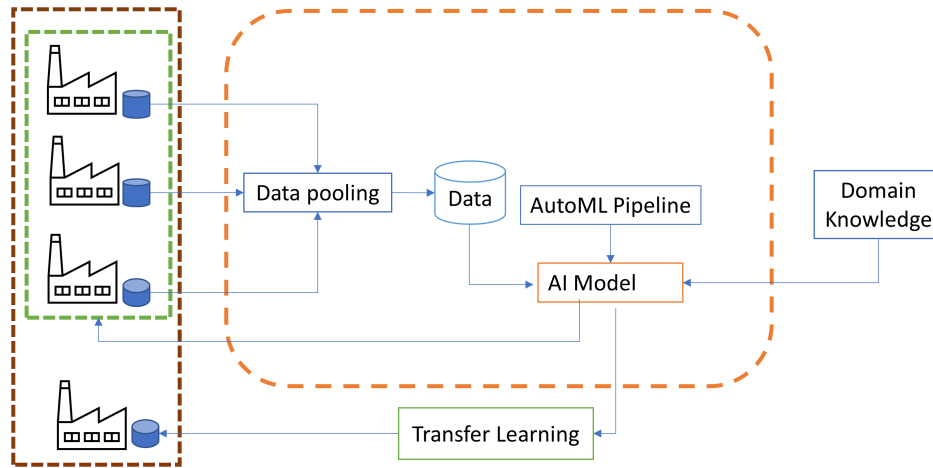 Data pooling
Data
AutoML Pipeline
Domain
Knowledge
AI Model
Transfer Learning